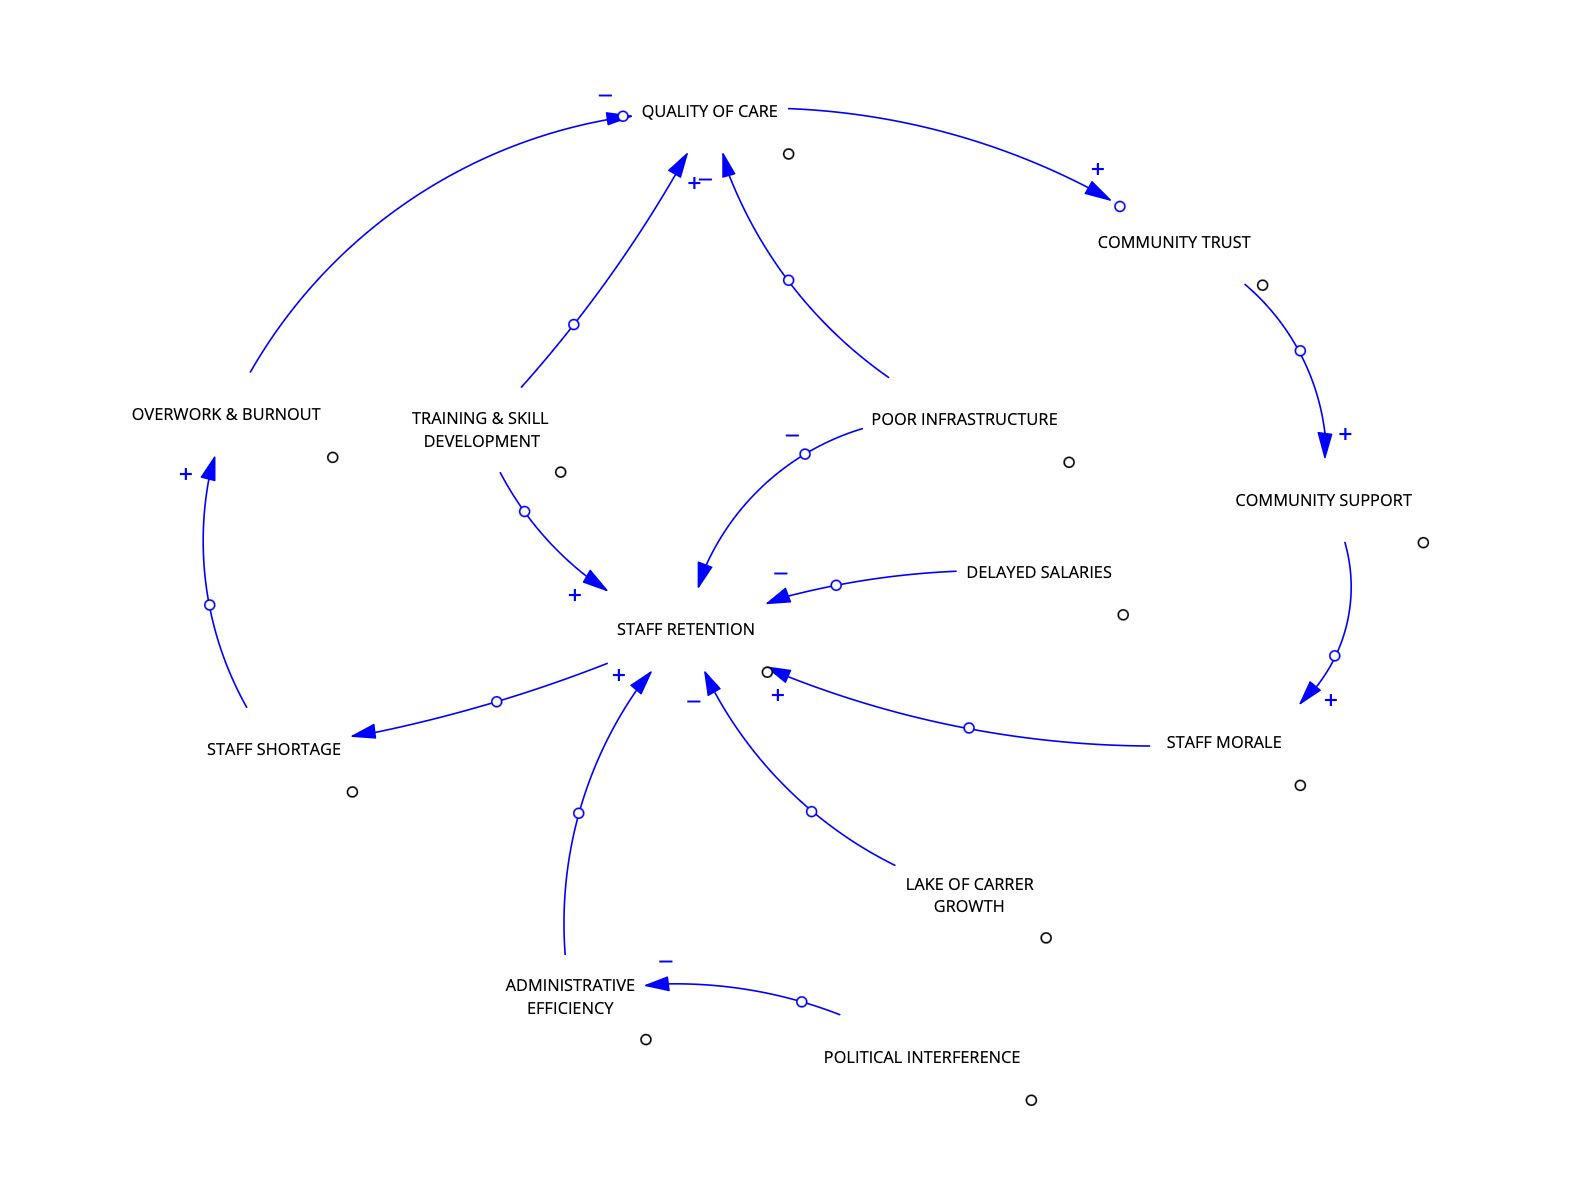 QUALITY OF CARE
COMMUNITY TRUST
OVERWORK & BURNOUT
TRAINING & SKILL
DEVELOPMENT
POOR INFRASTRUCTURE
COMMUNITY SUPPORT
DELAYED SALARIES
STAFF RETENTION
STAFF SHORTAGE
STAFF MORALE
LAKE OF CARRER
GROWTH
ADMINISTRATIVE
EFFICIENCY
POLITICAL INTERFERENCE